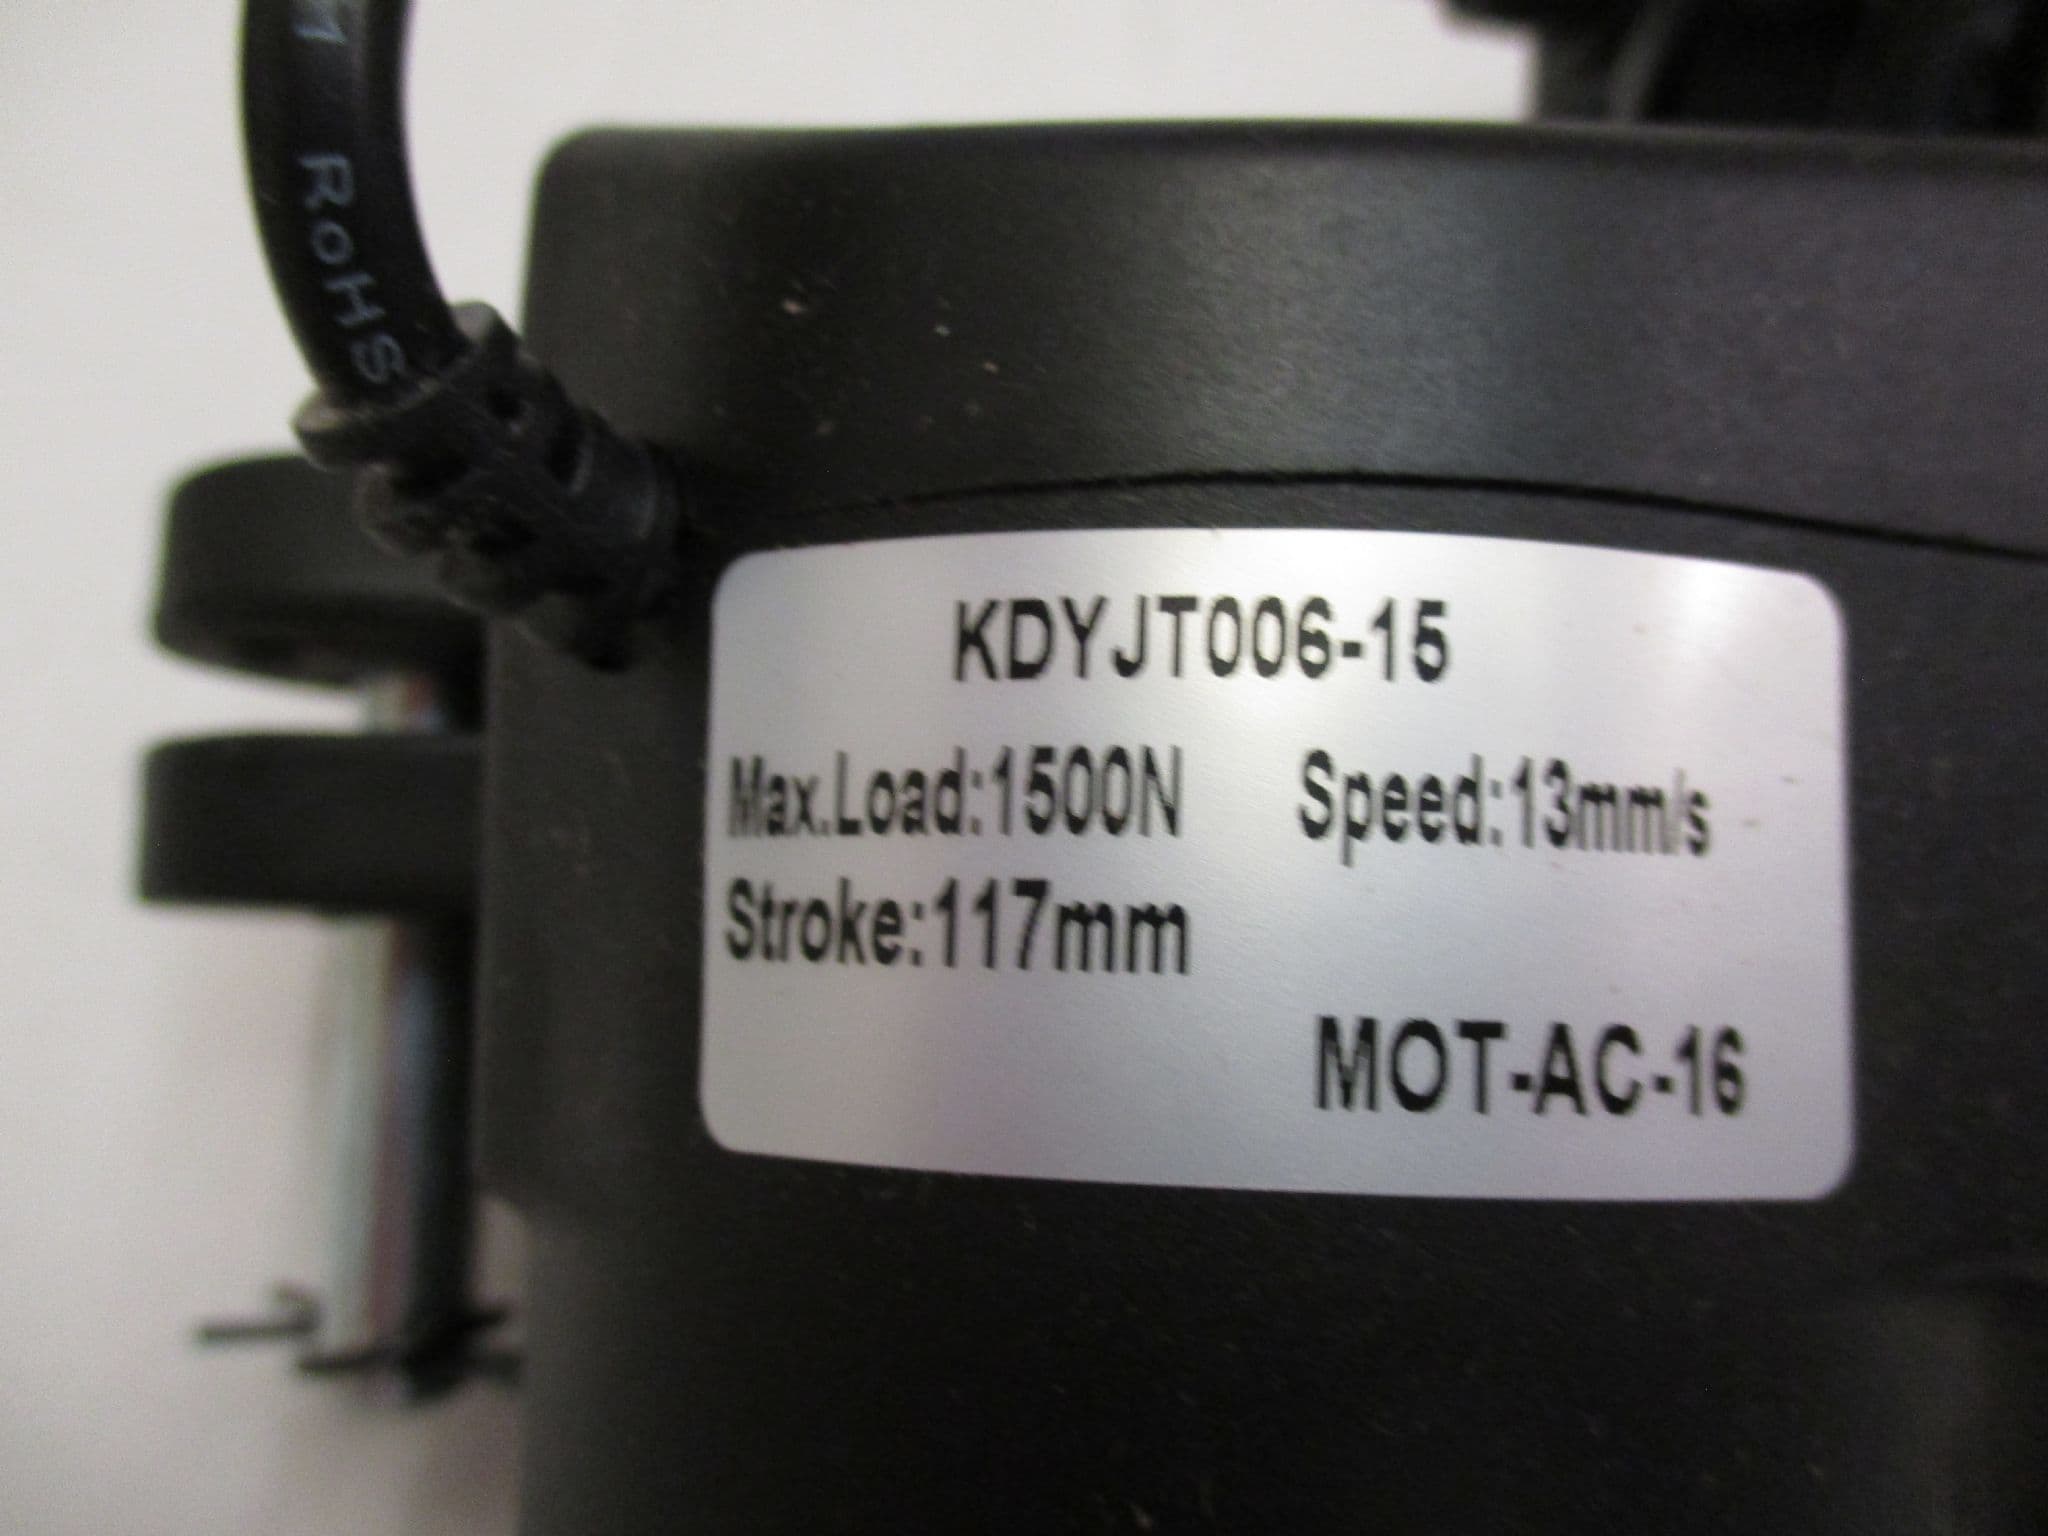 RoHS
KDYJT006-15
Max.Load:1500N Speed:13mm/s
Stroke:117mm
MOT-AC-16